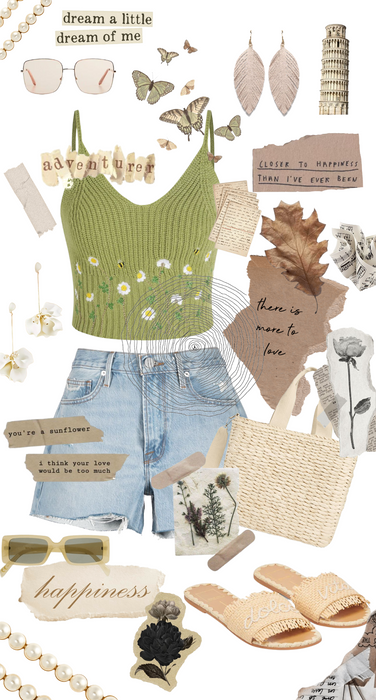 dream a little
dream of me
adventurer
CLOSER TO HAPPINESS
THAN I'VE EVER BEEN
there is
more to
love
you're a sunflower
i think your love
would be too much
happiness